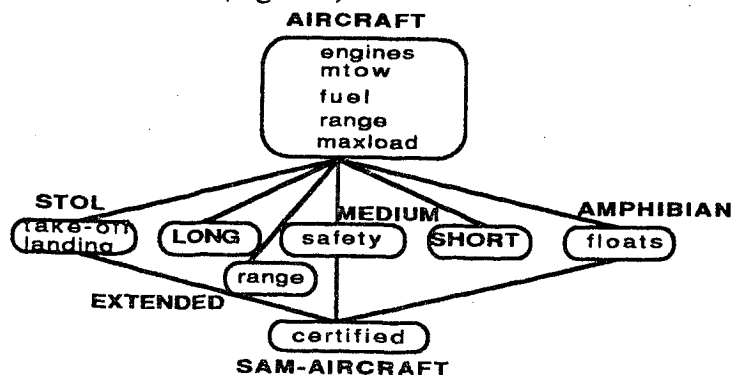 AIRCRAFT
engines
mtow
fuel
range
maxload
STOL
take-off
landing
LONG
range
EXTENDED
MEDIUM
safety
SHORT
AMPHIBIAN
floats
certified
SAM-AIRCRAFT